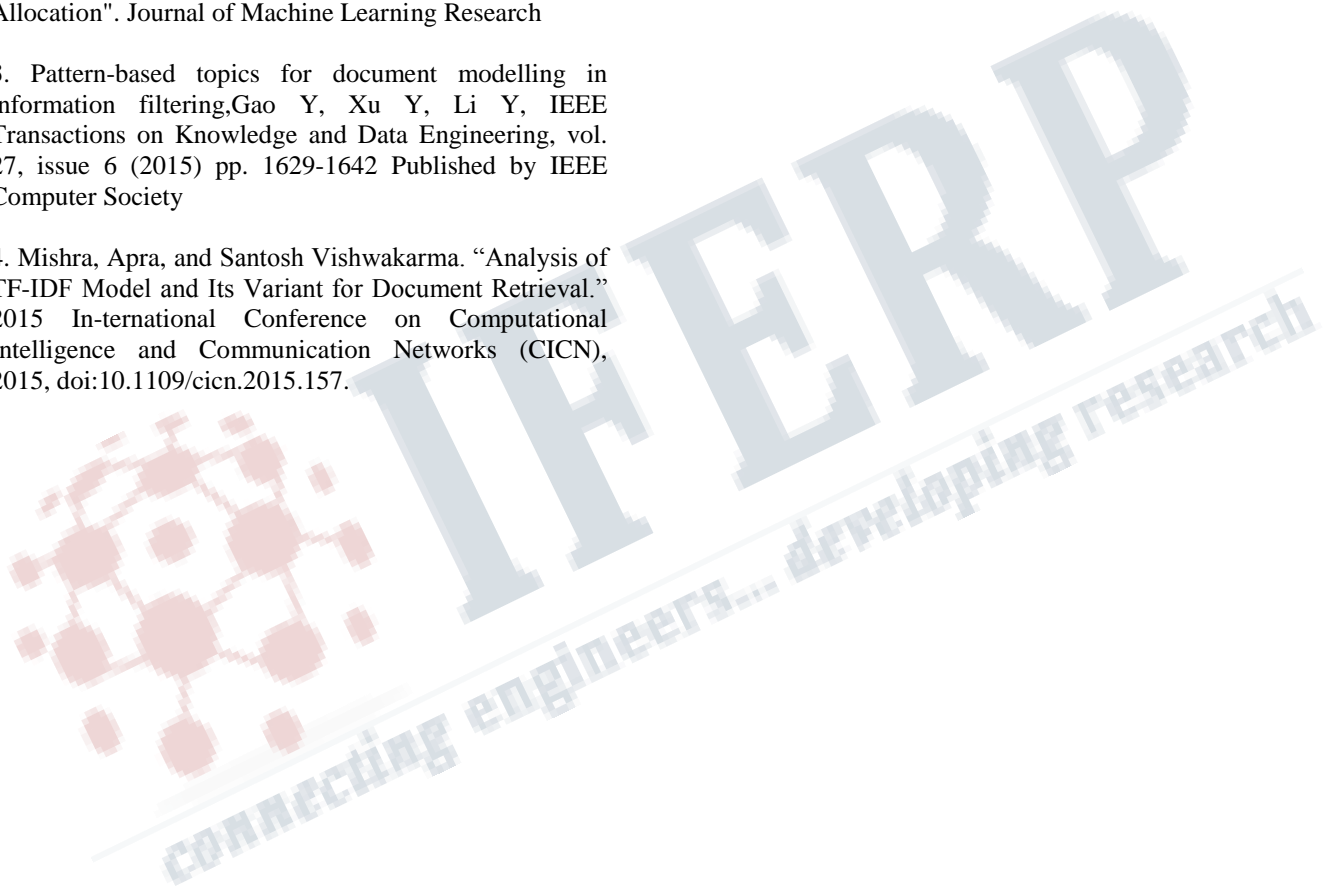 Allocation". Journal of Machine Learning Research
3. Pattern-based topics for document modelling in
information filtering,Gao Y, Xu Y, Li Y, IEEE
Transactions on Knowledge and Data Engineering, vol.
27, issue 6 (2015) pp. 1629-1642 Published by IEEE
Computer Society
4. Mishra, Apra, and Santosh Vishwakarma. “Analysis of
TF-IDF Model and Its Variant for Document Retrieval.”
2015 In-ternational Conference on Computational
Intelligence and Communication Networks (CICN),
2015, doi:10.1109/cicn.2015.157.
IFERP
connecting engineers... developing research